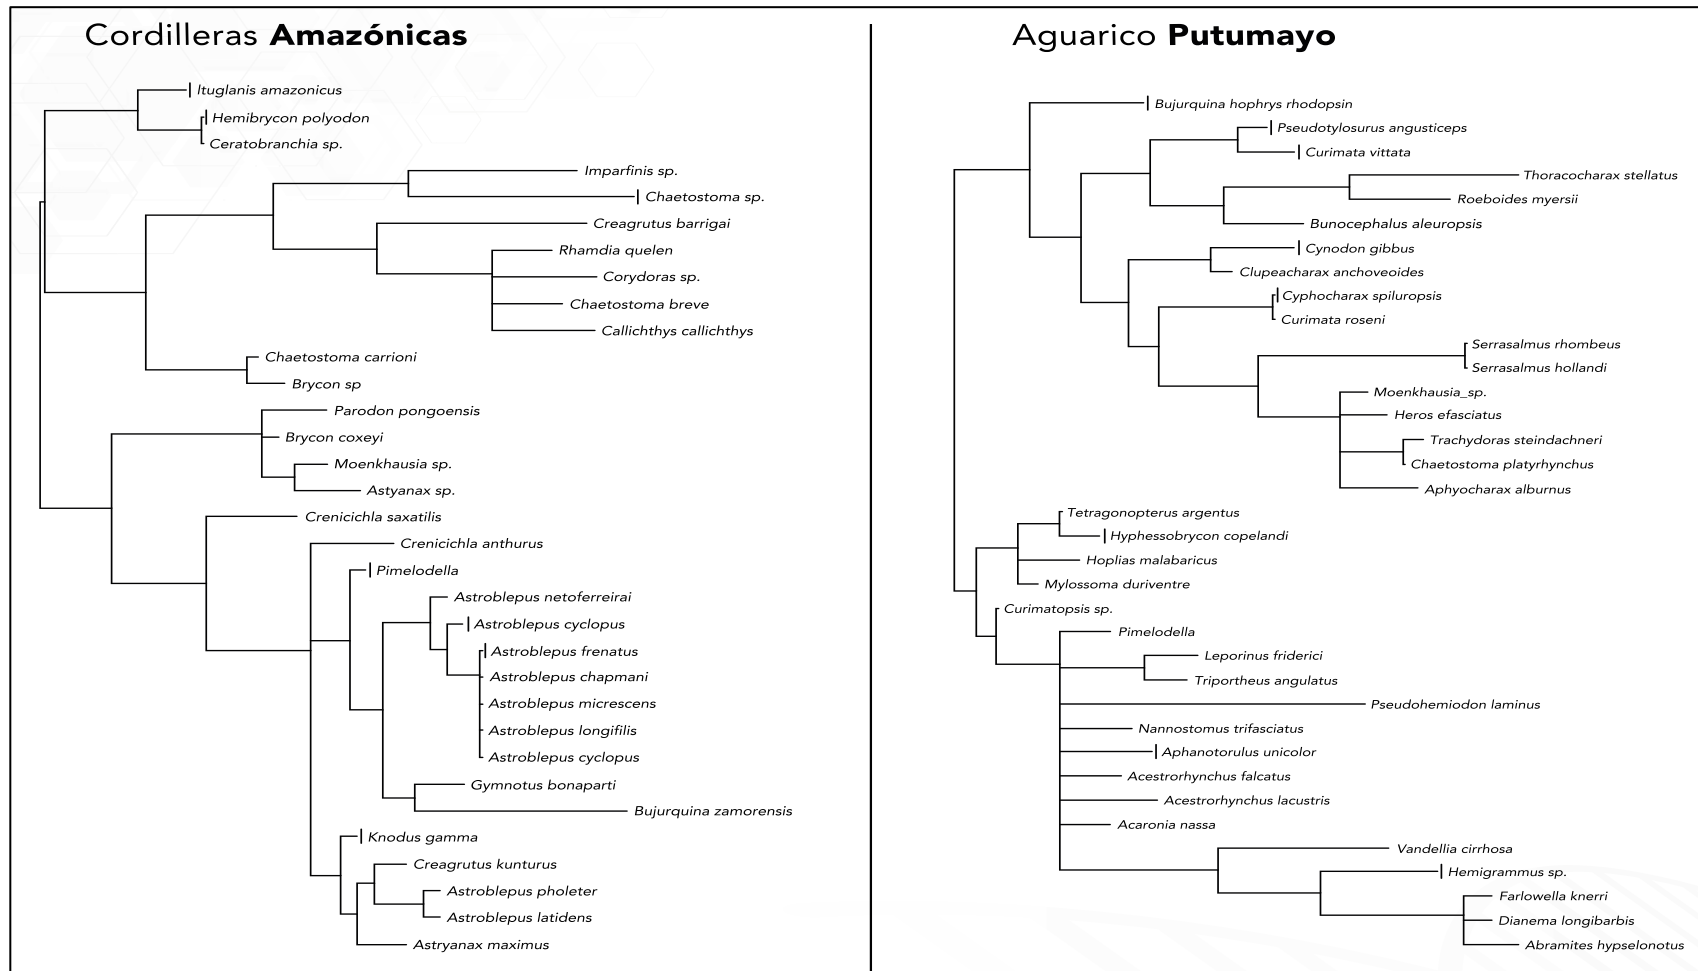 Cordilleras Amazónicas
Ituglanis amazonicus
Hemibrycon polyodon
Ceratobranchia sp.
Imparfinis sp.
Chaetostoma sp.
Creagrutus barrigai
Rhamdia quelen
Corydoras sp.
Chaetostoma breve
Callichthys callichthys
Chaetostoma carrioni
Brycon sp
Parodon pongoensis
Brycon coxeyi
Moenkhausia sp.
Astyanax sp.
Crenicichla saxatilis
Crenicichla anthurus
Pimelodella
Astroblepus netoferreirai
Astroblepus cyclopus
Astroblepus frenatus
Astroblepus chapmani
Astroblepus micrescens
Astroblepus longifilis
Astroblepus cyclopus
Gymnotus bonaparti
Bujurquina zamorensis
Knodus gamma
Creagrutus kunturus
Astroblepus pholeter
Astroblepus latidens
Astryanax maximus
Aguarico Putumayo
Bujurquina hophrys rhodopsin
Pseudotylosurus angusticeps
Curimata vittata
Thoracocharax stellatus
Roeboides myersii
Bunocephalus aleuropsis
Cynodon gibbus
Clupeacharax anchoveoides
Cyphocharax spiluropsis
Curimata roseni
Serrasalmus rhombeus
Serrasalmus hollandi
Moenkhausia_sp.
Heros efasciatus
Trachydoras steindachneri
Chaetostoma platyrhynchus
Aphyocharax alburnus
Tetragonopterus argentus
Hyphessobrycon copelandi
Hoplias malabaricus
Mylossoma duriventre
Curimatopsis sp.
Pimelodella
Leporinus friderici
Triportheus angulatus
Pseudohemiodon laminus
Nannostomus trifasciatus
Aphanotorulus unicolor
Acestrorhynchus falcatus
Acestrorhynchus lacustris
Acaronia nassa
Vandellia cirrhosa
Hemigrammus sp.
Farlowella knerri
Dianema longibarbis
Abramites hypselonotus